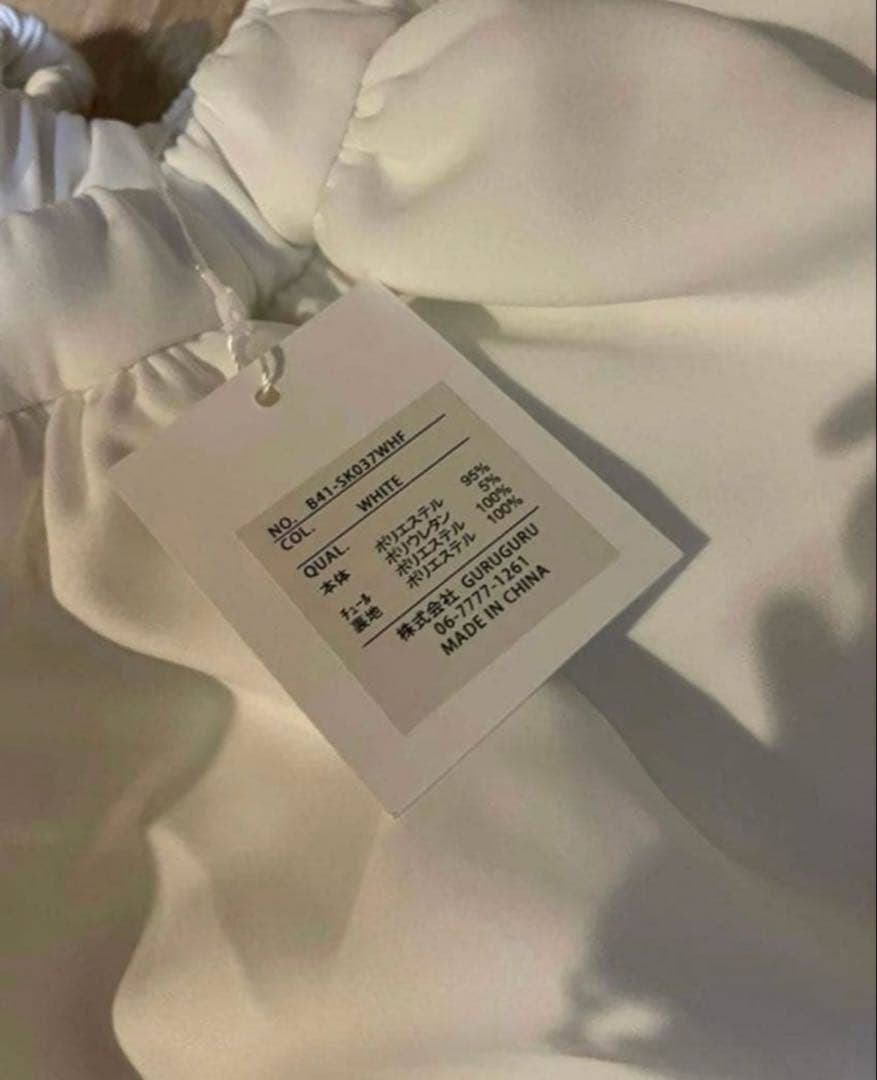 NO. B41-SK037WHF
COL. WHITE
QUAL. ポリエステル 95%
本体 ポリウレタン 5%
チュール ポリエステル 100%
裏地 ポリエステル 100%
株式会社 GURUGURU
06-7777-1261
MADE IN CHINA